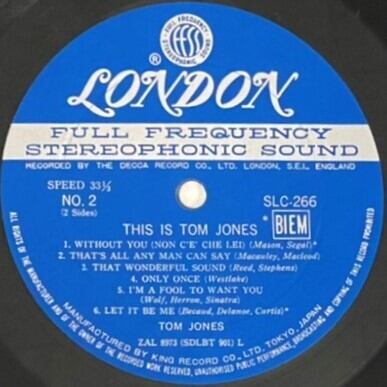 FULL FREQUENCY STEREOPHONIC SOUND
ffss
®
LONDON
FULL FREQUENCY
STEREOPHONIC SOUND
RECORDED BY THE DECCA RECORD CO., LTD. LONDON, S.E.I., ENGLAND
SPEED 33⅓
NO. 2
(2 Sides)
SLC-266
THIS IS TOM JONES
BIEM
1. WITHOUT YOU (NON C'E' CHE LEI) (Mason, Segal)*
2. THAT'S ALL ANY MAN CAN SAY (Macauley, Macleod)
3. THAT WONDERFUL SOUND (Reed, Stephens)
4. ONLY ONCE (Westlake)
5. I'M A FOOL TO WANT YOU
(Wolf, Herron, Sinatra)
6. LET IT BE ME (Becaud, Delanoe, Curtis)*
TOM JONES
ZAL 8973 (SDLBT 901) L
MANUFACTURED BY KING RECORD CO., LTD. TOKYO, JAPAN
ALL RIGHTS OF THE MANUFACTURER AND OF THE OWNER OF THE RECORDED WORK RESERVED. UNAUTHORISED PUBLIC PERFORMANCE, BROADCASTING AND COPYING OF THIS RECORD PROHIBITED